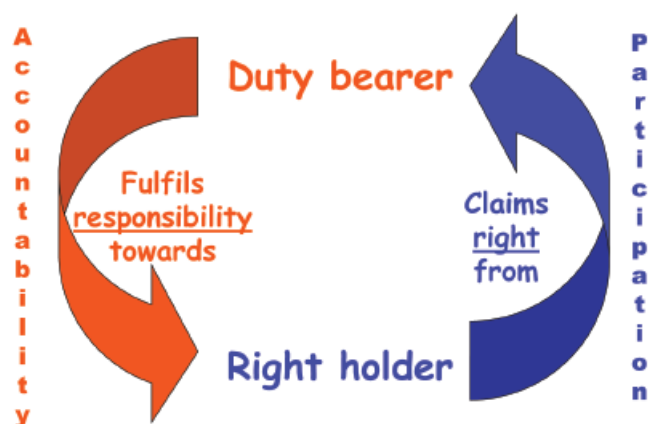 Accountability
Duty bearer
Participation
Fulfils
responsibility
towards
Claims
right
from
Right holder